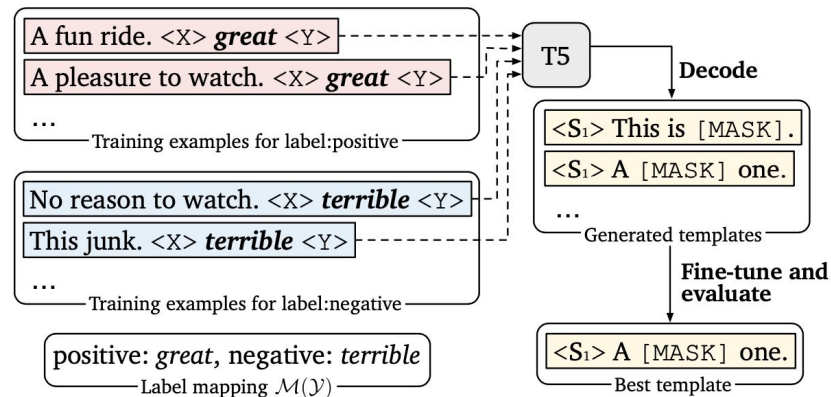 A fun ride. <X> great <Y>
A pleasure to watch. <X> great <Y>
...
Training examples for label:positive
No reason to watch. <X> terrible <Y>
This junk. <X> terrible <Y>
...
Training examples for label:negative
positive: great, negative: terrible
Label mapping M(Y)
T5
Decode
<S₁> This is [MASK].
<S₁> A [MASK] one.
...
Generated templates
Fine-tune and
evaluate
<S₁> A [MASK] one.
Best template